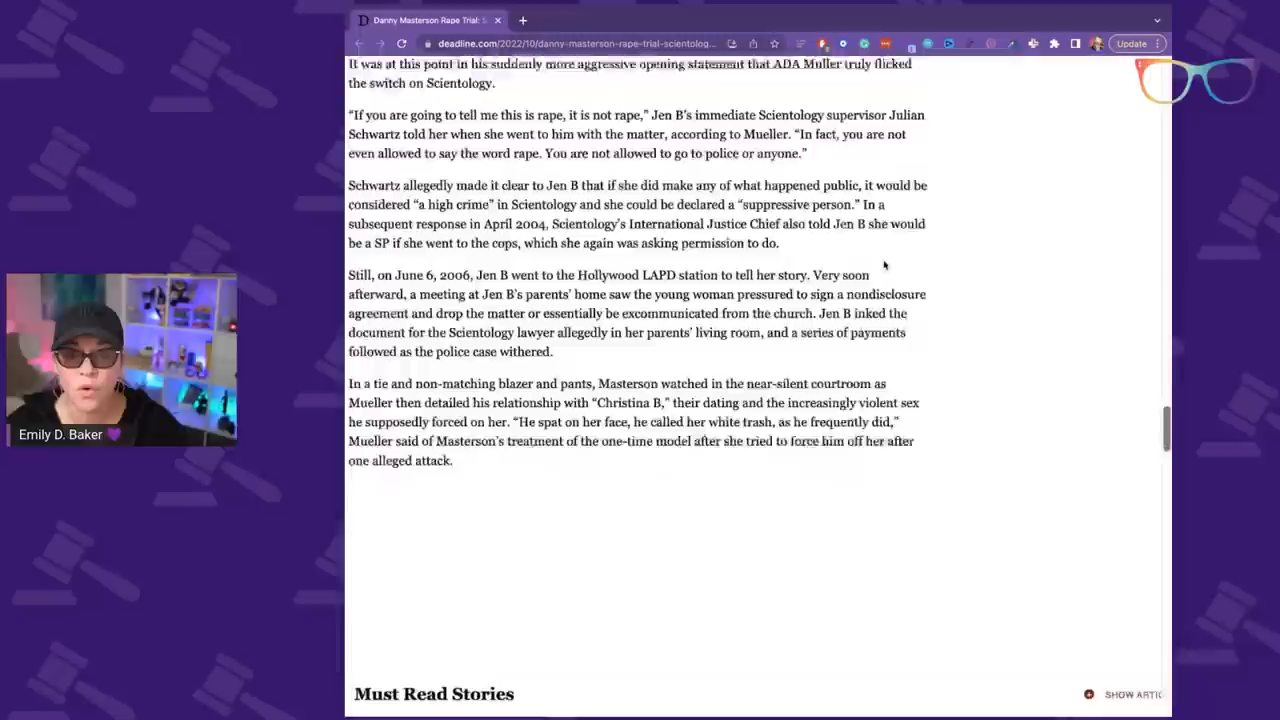 Danny Masterson Rape Trial: S
deadline.com/2022/10/danny-masterson-rape-trial-scientolog...
Update
It was at this point in his suddenly more aggressive opening statement that ADA Muller truly flicked
the switch on Scientology.
“If you are going to tell me this is rape, it is not rape,” Jen B’s immediate Scientology supervisor Julian
Schwartz told her when she went to him with the matter, according to Mueller. “In fact, you are not
even allowed to say the word rape. You are not allowed to go to police or anyone.”
Schwartz allegedly made it clear to Jen B that if she did make any of what happened public, it would be
considered “a high crime” in Scientology and she could be declared a “suppressive person.” In a
subsequent response in April 2004, Scientology’s International Justice Chief also told Jen B she would
be a SP if she went to the cops, which she again was asking permission to do.
Still, on June 6, 2006, Jen B went to the Hollywood LAPD station to tell her story. Very soon
afterward, a meeting at Jen B’s parents’ home saw the young woman pressured to sign a nondisclosure
agreement and drop the matter or essentially be excommunicated from the church. Jen B inked the
document for the Scientology lawyer allegedly in her parents’ living room, and a series of payments
followed as the police case withered.
In a tie and non-matching blazer and pants, Masterson watched in the near-silent courtroom as
Mueller then detailed his relationship with “Christina B,” their dating and the increasingly violent sex
he supposedly forced on her. “He spat on her face, he called her white trash, as he frequently did,”
Mueller said of Masterson’s treatment of the one-time model after she tried to force him off her after
one alleged attack.
Emily D. Baker
Must Read Stories
SHOW ARTIC